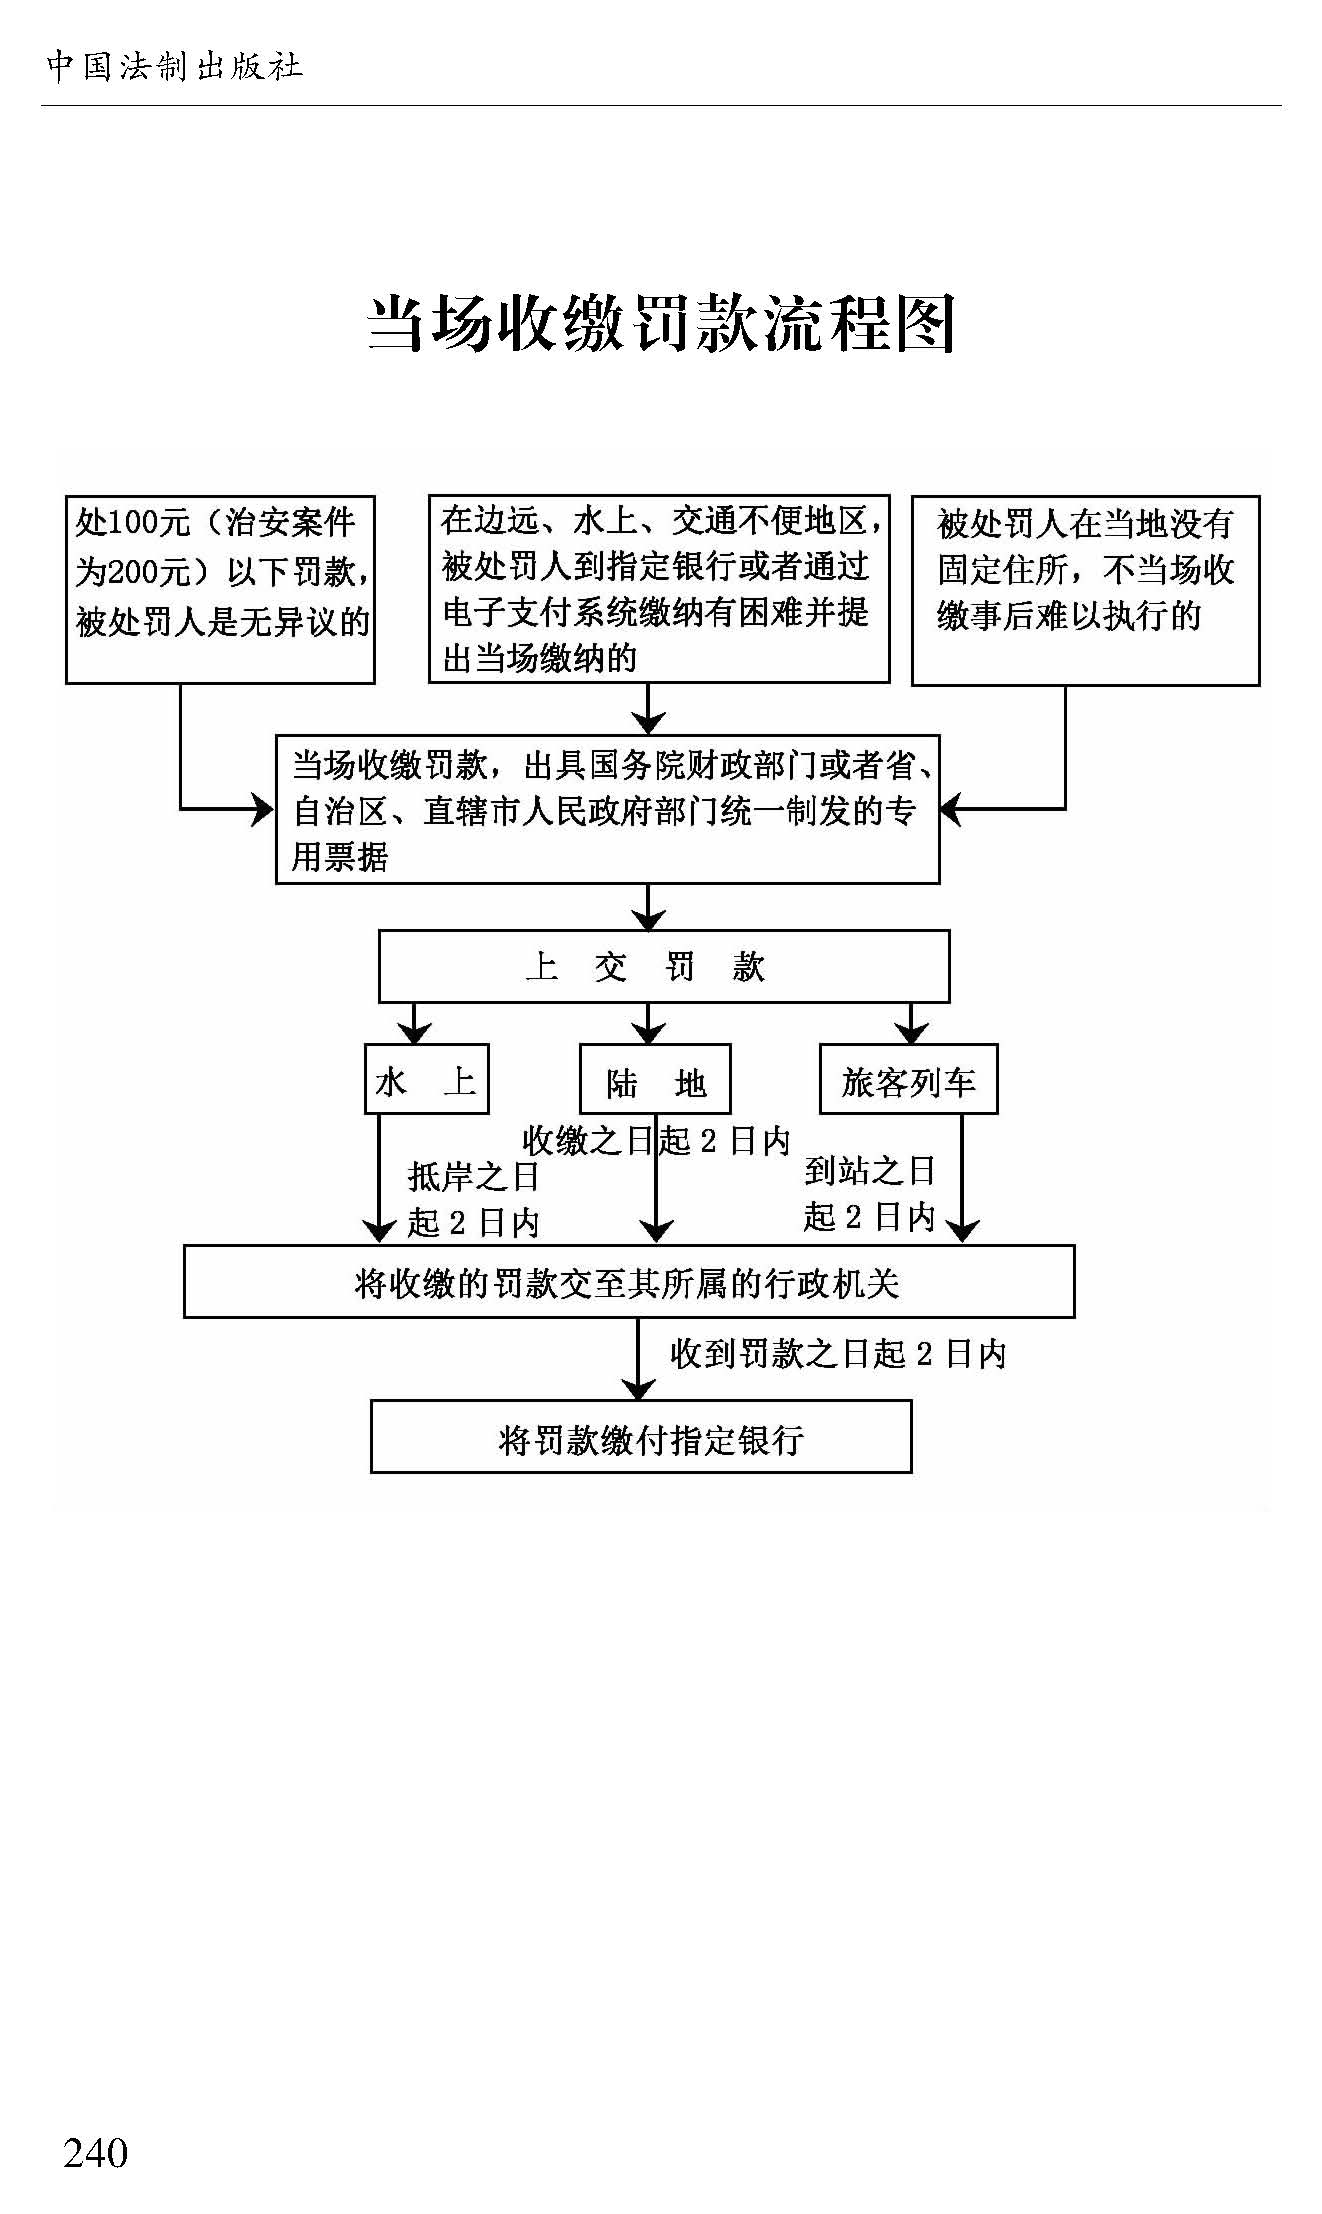 中国法制出版社
当场收缴罚款流程图
处100元（治安案件
为200元）以下罚款，
被处罚人是无异议的
在边远、水上、交通不便地区，
被处罚人到指定银行或者通过
电子支付系统缴纳有困难并提
出当场缴纳的
被处罚人在当地没有
固定住所，不当场收
缴事后难以执行的
当场收缴罚款，出具国务院财政部门或者省、
自治区、直辖市人民政府部门统一制发的专
用票据
上 交 罚 款
水 上
陆 地
旅客列车
收缴之日起2日内
抵岸之日
起2日内
到站之日
起2日内
将收缴的罚款交至其所属的行政机关
收到罚款之日起2日内
将罚款缴付指定银行
240